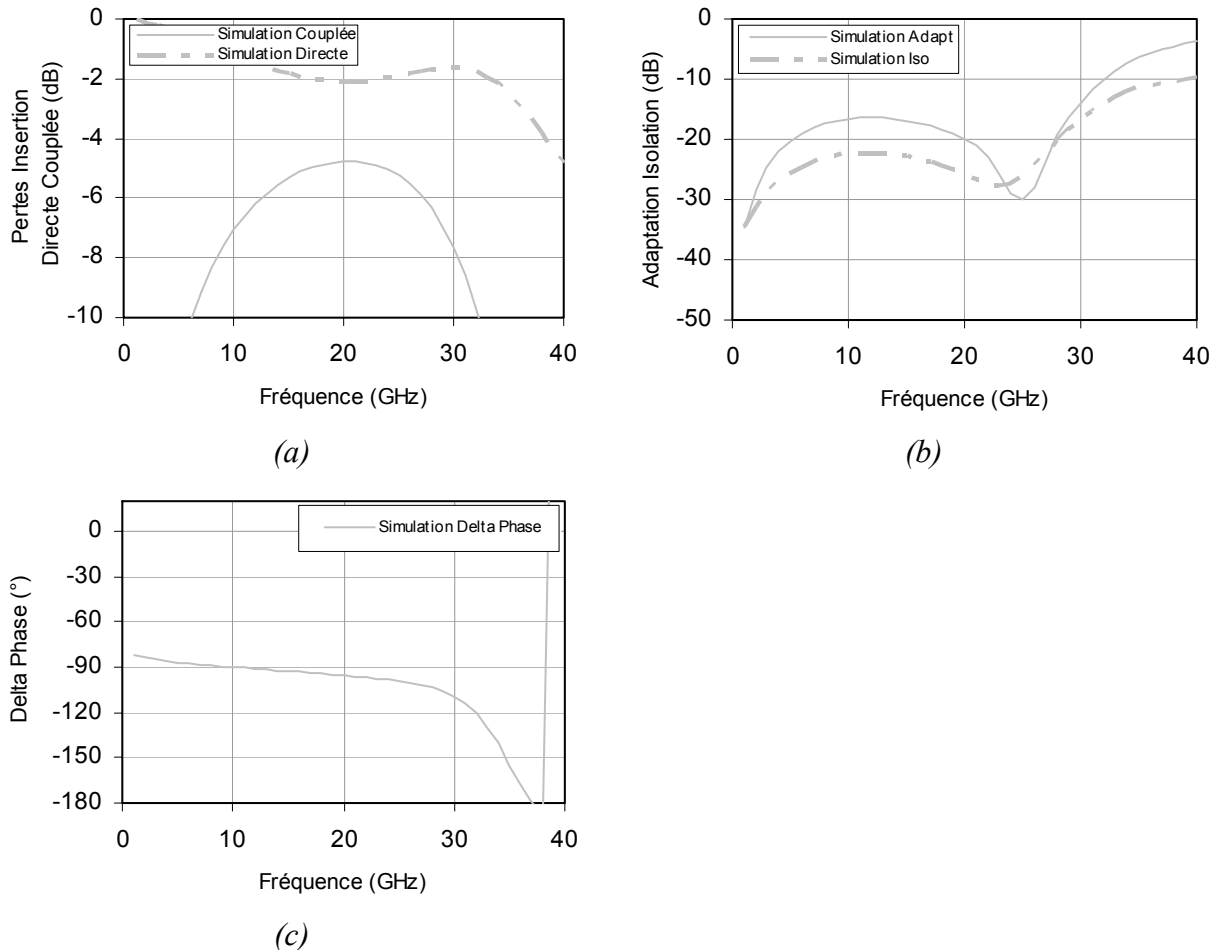 0
-2
-4
-6
-8
-10
Pertes Insertion
Directe Couplée (dB)
Simulation Couplée
Simulation Directe
0 10 20 30 40
Fréquence (GHz)
(a)
0
-10
-20
-30
-40
-50
Adaptation Isolation (dB)
Simulation Adapt
Simulation Iso
0 10 20 30 40
Fréquence (GHz)
(b)
0
-30
-60
-90
-120
-150
-180
Delta Phase (°)
Simulation Delta Phase
0 10 20 30 40
Fréquence (GHz)
(c)